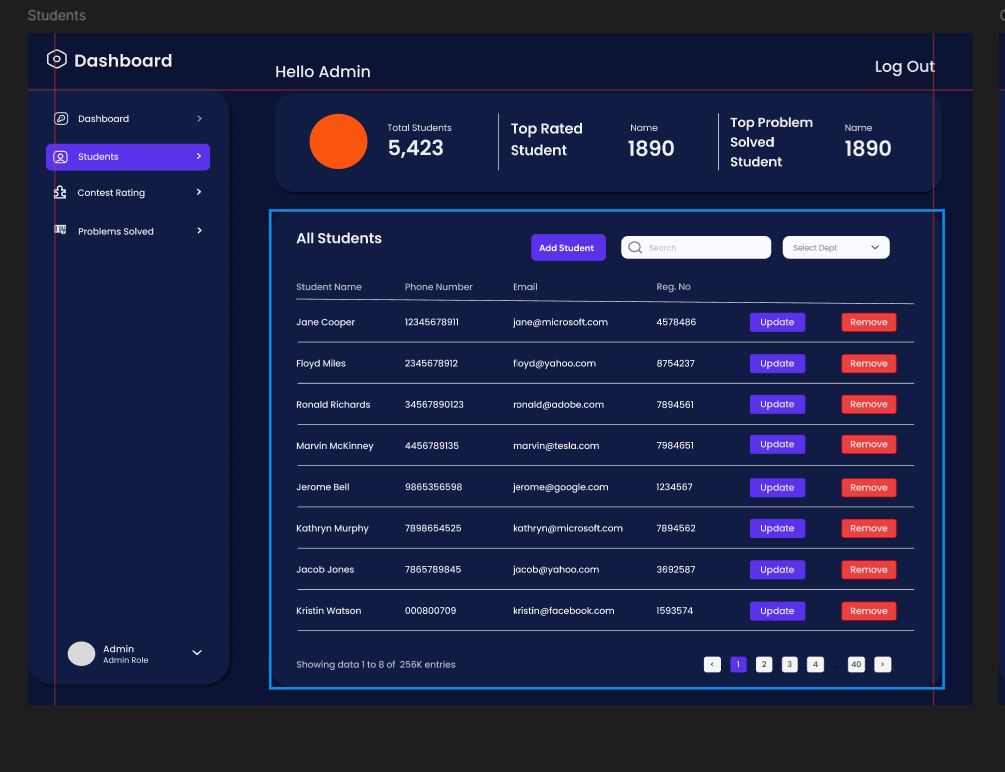 Students
Dashboard
Hello Admin
Log Out
Dashboard
Students
Contest Rating
Problems Solved
Total Students
5,423
Top Rated
Student
Name
1890
Top Problem
Solved
Student
Name
1890
All Students
Add Student
Search
Select Dept
Student Name Phone Number Email Reg. No
Jane Cooper 12345678911 jane@microsoft.com 4578486 Update Remove
Floyd Miles 2345678912 floyd@yahoo.com 8754237 Update Remove
Ronald Richards 34567890123 ronald@adobe.com 7894561 Update Remove
Marvin McKinney 4456789135 marvin@tesla.com 7984651 Update Remove
Jerome Bell 9865356598 jerome@google.com 1234567 Update Remove
Kathryn Murphy 7898654525 kathryn@microsoft.com 7894562 Update Remove
Jacob Jones 7865789845 jacob@yahoo.com 3692587 Update Remove
Kristin Watson 000800709 kristin@facebook.com 1593574 Update Remove
Showing data 1 to 8 of 256K entries
< 1 2 3 4 ... 40 >
Admin
Admin Role